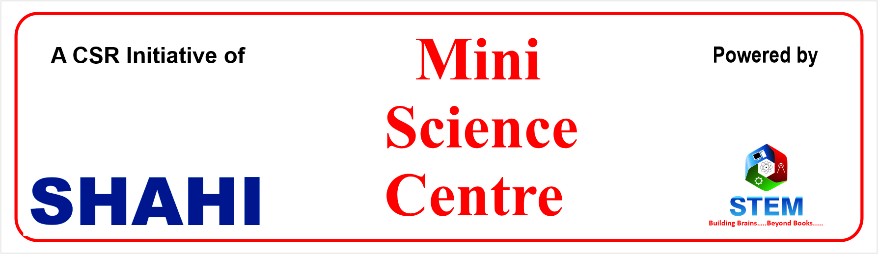 A CSR Initiative of
SHAHI
Mini
Science
Centre
Powered by
STEM
Building Brains....Beyond Books.....